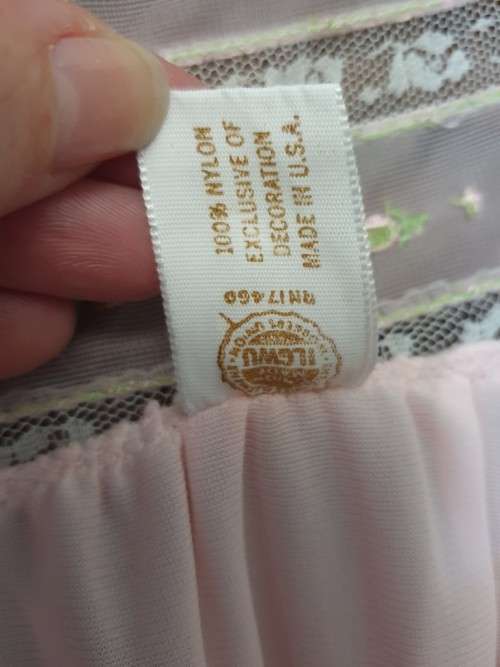 100% NYLON
EXCLUSIVE OF
DECORATION
MADE IN U.S.A.
RN17460
ILGWU